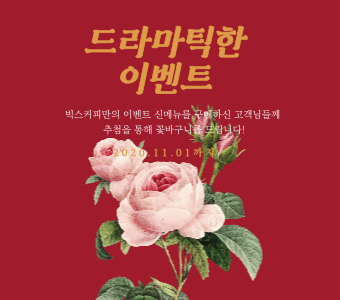 드라마틱한
이벤트
빅스커피만의 이벤트 신메뉴를 구매하신 고객님들께
추첨을 통해 꽃바구니를 드립니다!
2020.11.01까지